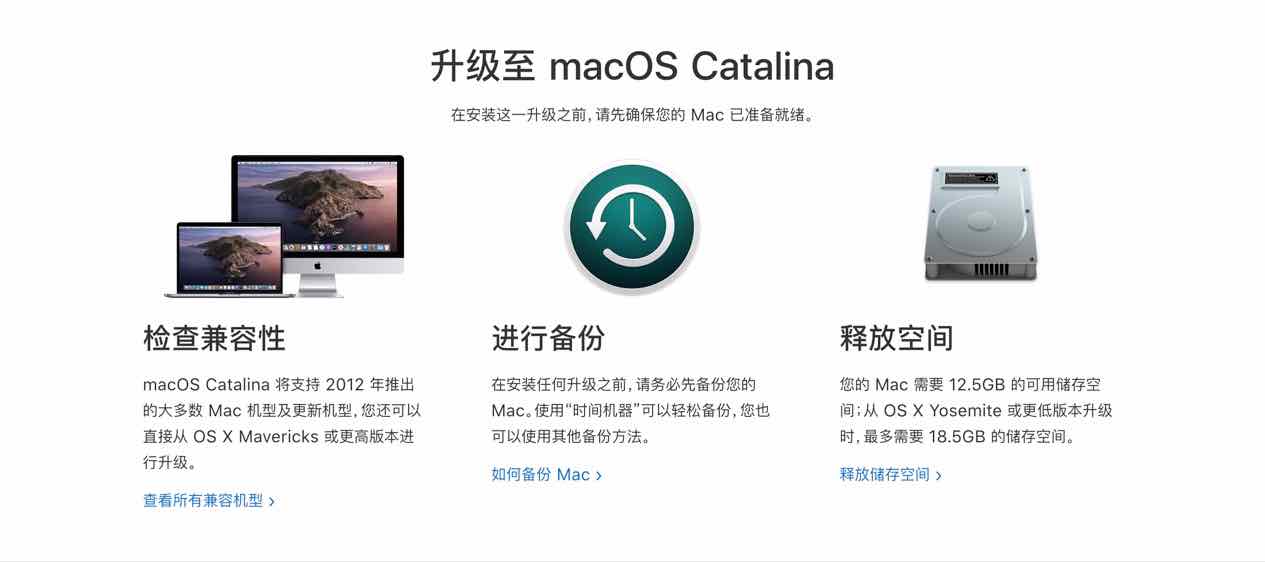 升级至 macOS Catalina
在安装这一升级之前，请先确保您的 Mac 已准备就绪。
检查兼容性
macOS Catalina 将支持 2012 年推出
的大多数 Mac 机型及更新机型，您还可以
直接从 OS X Mavericks 或更高版本进
行升级。
查看所有兼容机型 ›
进行备份
在安装任何升级之前，请务必先备份您的
Mac。使用“时间机器”可以轻松备份，您也
可以使用其他备份方法。
如何备份 Mac ›
释放空间
您的 Mac 需要 12.5GB 的可用储存空
间；从 OS X Yosemite 或更低版本升级
时，最多需要 18.5GB 的储存空间。
释放储存空间 ›